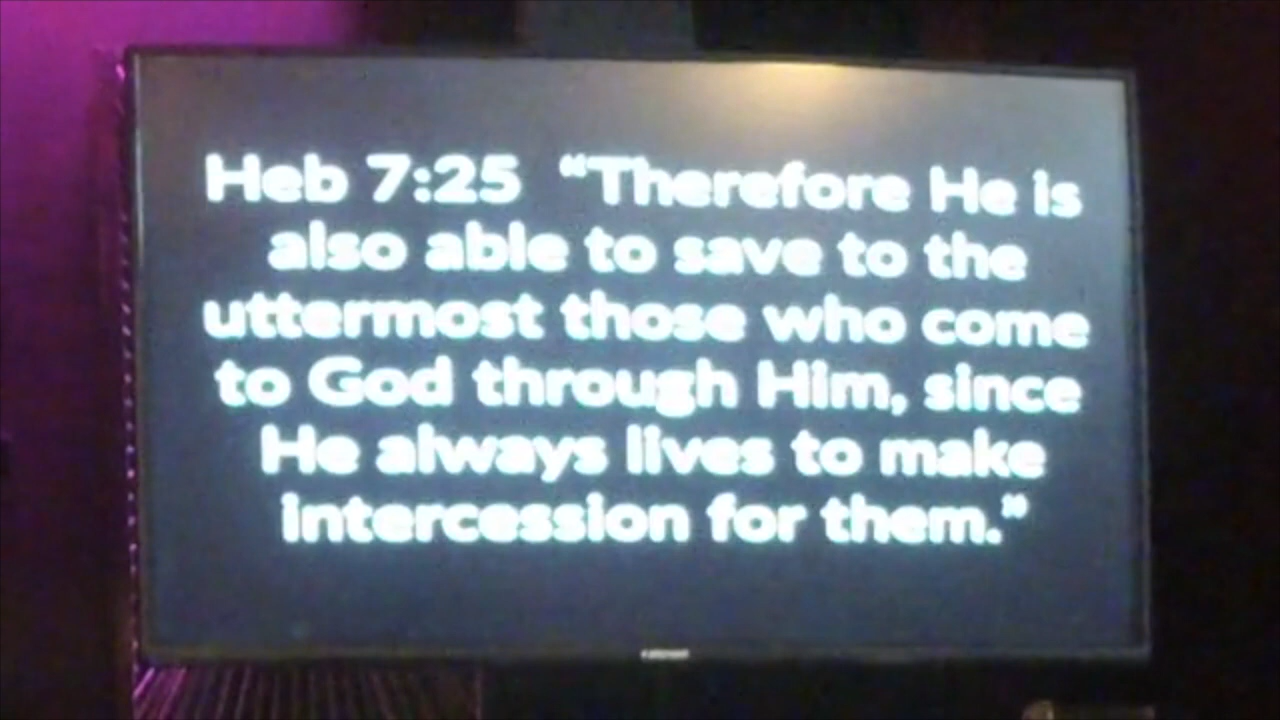 Heb 7:25 “Therefore He is
also able to save to the
uttermost those who come
to God through Him, since
He always lives to make
intercession for them.”